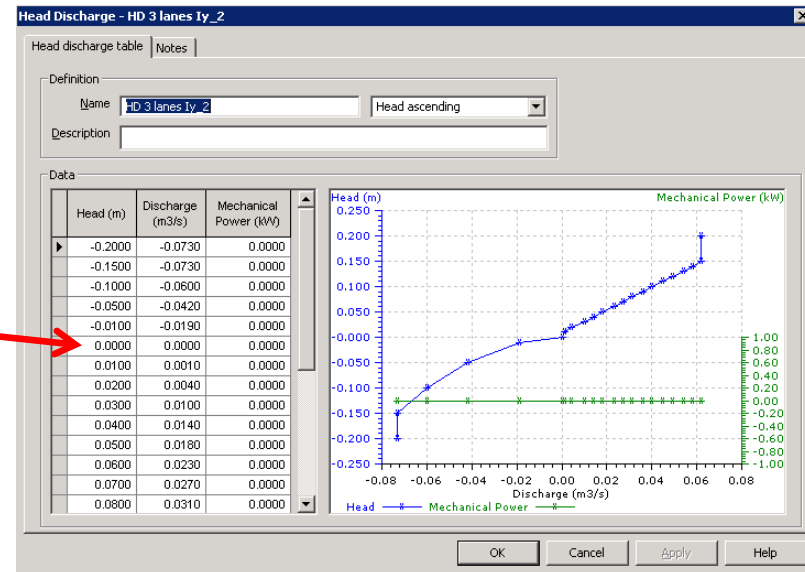 Head Discharge - HD 3 lanes Iy_2
Head discharge table Notes
Definition
Name HD 3 lanes Iy_2 Head ascending
Description
Data
Head (m) Discharge (m3/s) Mechanical Power (kW)
-0.2000 -0.0730 0.0000
-0.1500 -0.0730 0.0000
-0.1000 -0.0600 0.0000
-0.0500 -0.0420 0.0000
-0.0100 -0.0190 0.0000
0.0000 0.0000 0.0000
0.0100 0.0010 0.0000
0.0200 0.0040 0.0000
0.0300 0.0100 0.0000
0.0400 0.0140 0.0000
0.0500 0.0180 0.0000
0.0600 0.0230 0.0000
0.0700 0.0270 0.0000
0.0800 0.0310 0.0000
Head (m) Mechanical Power (kW)
0.250
0.200
0.150
0.100
0.050
-0.000
-0.050
-0.100
-0.150
-0.200
-0.250
1.00
0.80
0.60
0.40
0.20
0.00
-0.20
-0.40
-0.60
-0.80
-1.00
-0.08 -0.06 -0.04 -0.02 0.00 0.02 0.04 0.06 0.08
Discharge (m3/s)
Head Mechanical Power
OK Cancel Apply Help